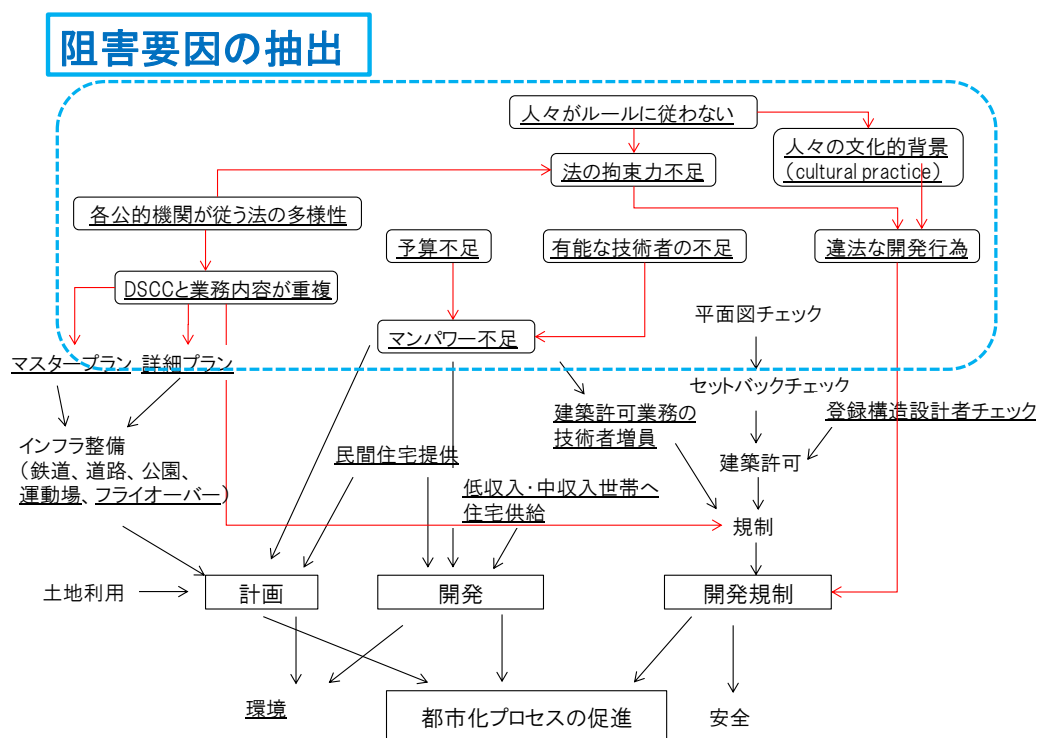 阻害要因の抽出
人々がルールに従わない
人々の文化的背景
（cultural practice）
法の拘束力不足
各公的機関が従う法の多様性
予算不足
有能な技術者の不足
違法な開発行為
DSCCと業務内容が重複
平面図チェック
マンパワー不足
マスタープラン
詳細プラン
セットバックチェック
建築許可業務の
技術者増員
登録構造設計者チェック
インフラ整備
（鉄道、道路、公園、
運動場、フライオーバー）
民間住宅提供
建築許可
低収入・中収入世帯へ
住宅供給
規制
土地利用
計画
開発
開発規制
環境
都市化プロセスの促進
安全